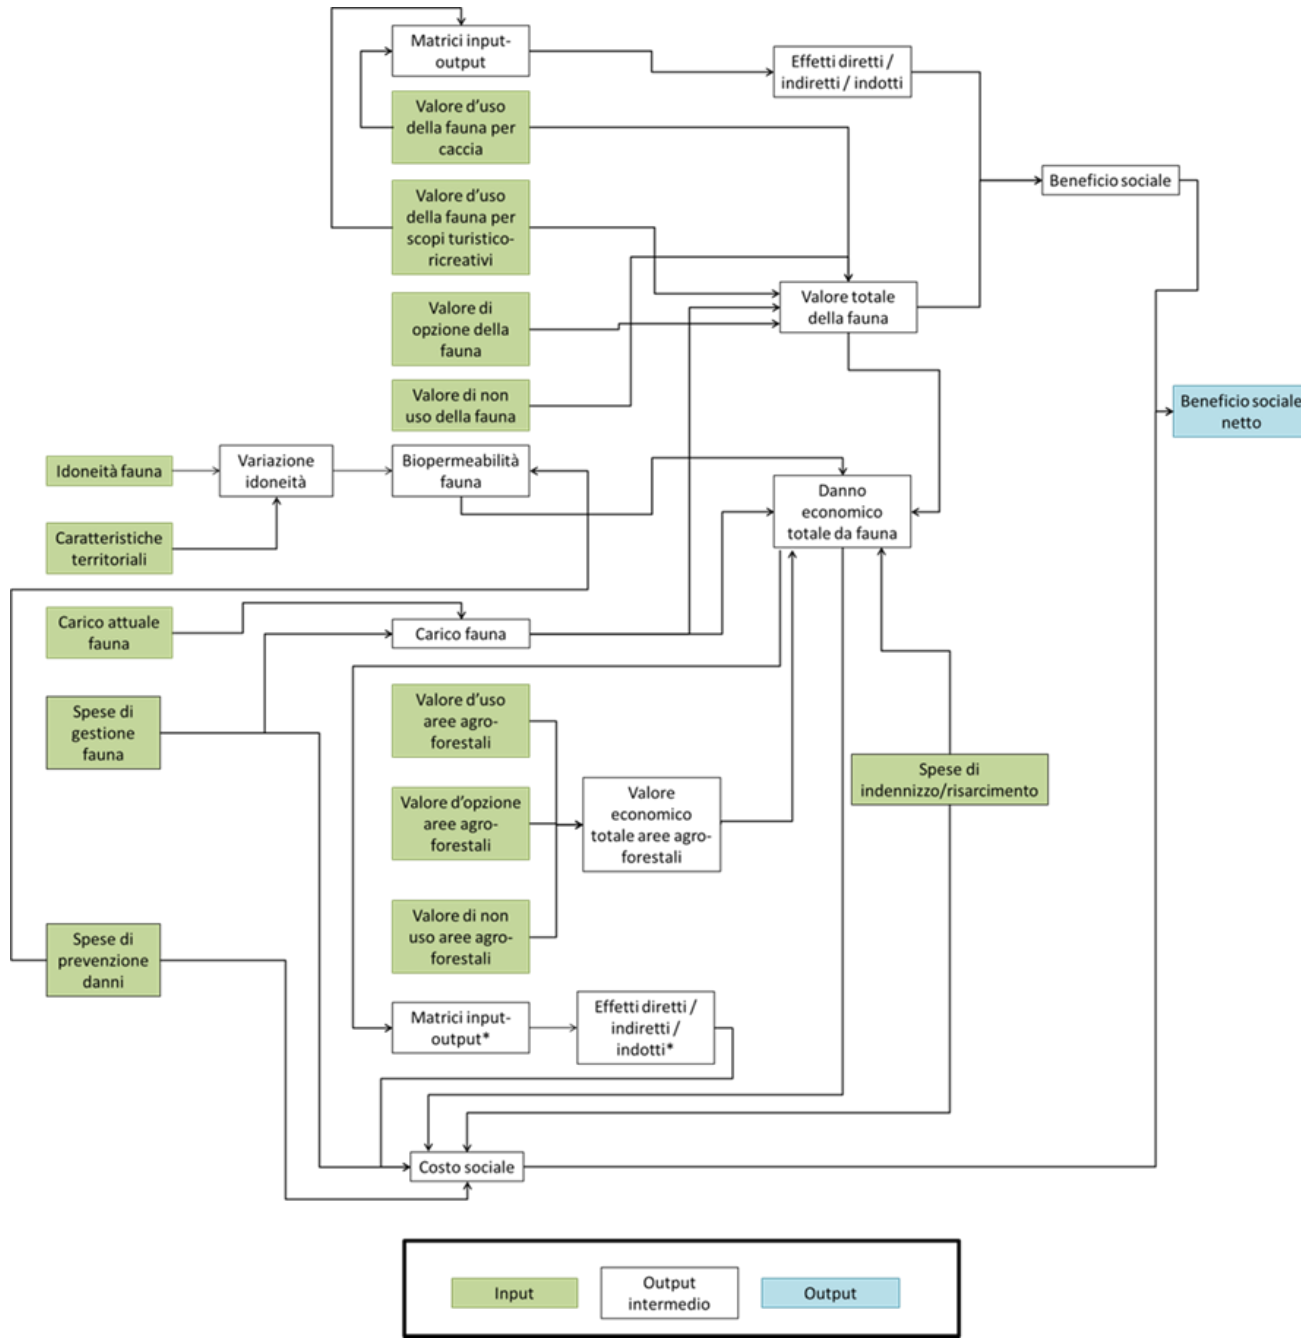 Matrici input-
output
Effetti diretti /
indiretti / indotti
Valore d'uso
della fauna per
caccia
Beneficio sociale
Valore d'uso
della fauna per
scopi turistico-
ricreativi
Valore totale
della fauna
Valore di
opzione della
fauna
Valore di non
uso della fauna
Beneficio sociale
netto
Idoneità fauna
Variazione
idoneità
Biopermeabilità
fauna
Danno
economico
totale da fauna
Caratteristiche
territoriali
Carico attuale
fauna
Carico fauna
Spese di
gestione
fauna
Valore d'uso
aree agro-
forestali
Spese di
indennizzo/risarcimento
Valore d'opzione
aree agro-
forestali
Valore
economico
totale aree agro-
forestali
Valore di non
uso aree agro-
forestali
Spese di
prevenzione
danni
Matrici input-
output*
Effetti diretti /
indiretti /
indotti*
Costo sociale
Input
Output
intermedio
Output